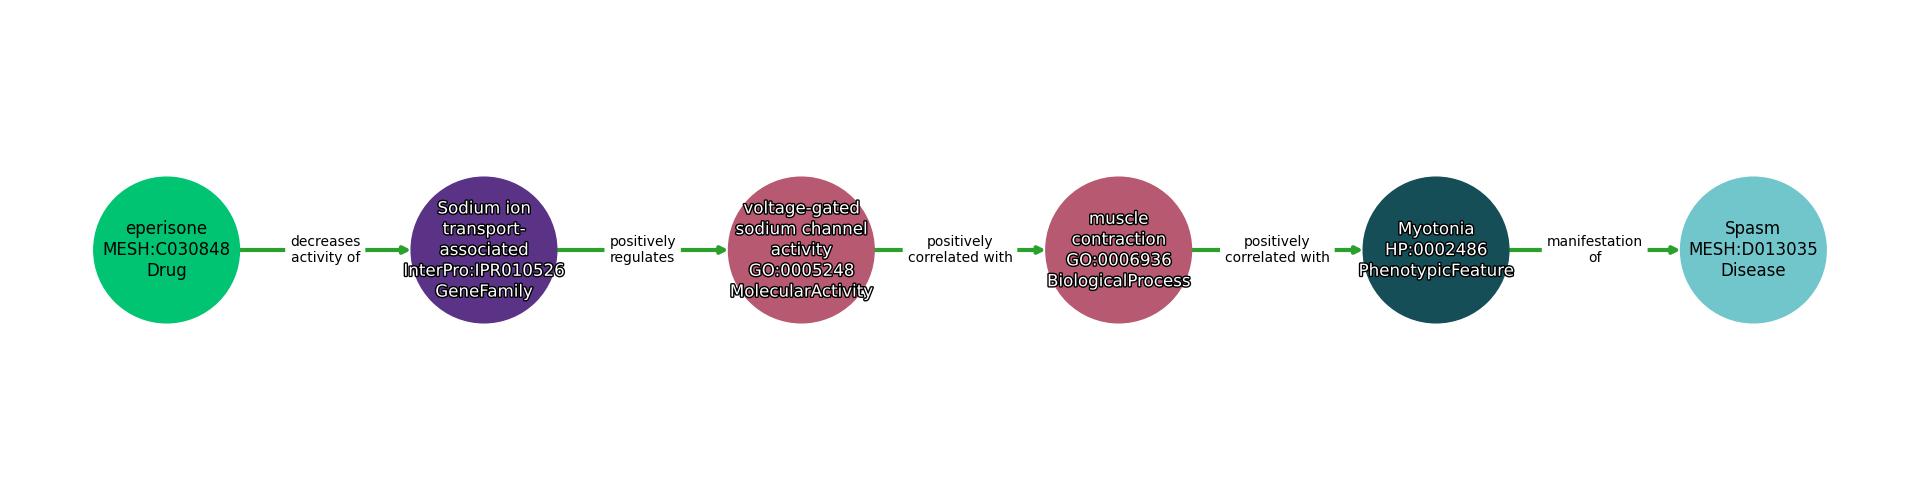 eperisone
MESH:C030848
Drug
decreases
activity of
Sodium ion
transport-
associated
InterPro:IPR010526
GeneFamily
positively
regulates
voltage-gated
sodium channel
activity
GO:0005248
MolecularActivity
positively
correlated with
muscle
contraction
GO:0006936
BiologicalProcess
positively
correlated with
Myotonia
HP:0002486
PhenotypicFeature
manifestation
of
Spasm
MESH:D013035
Disease